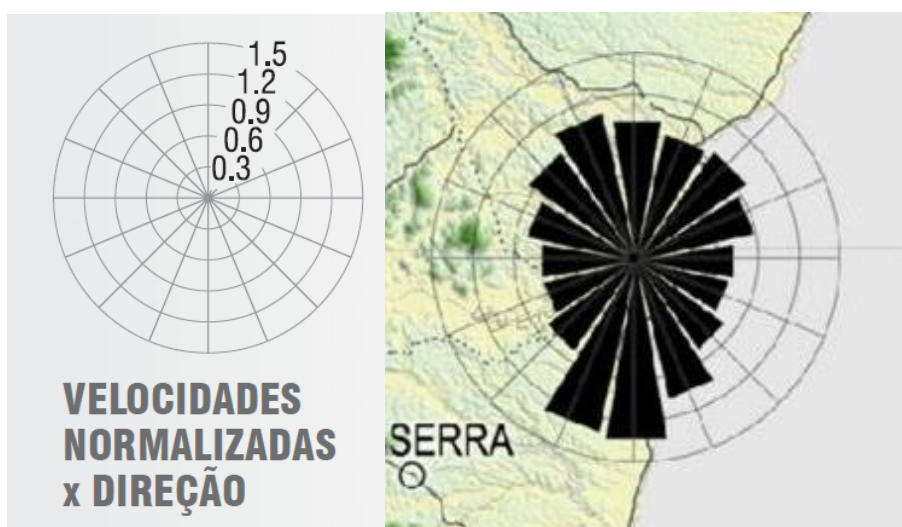 1.5
1.2
0.9
0.6
0.3
VELOCIDADES
NORMALIZADAS
x DIREÇÃO
SERRA